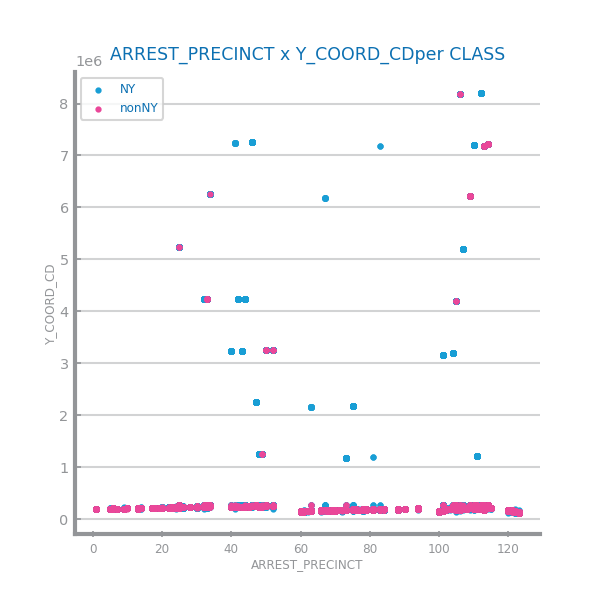 ARREST_PRECINCT x Y_COORD_CDper CLASS
1e6
NY
nonNY
8
7
6
5
4
3
2
1
0
Y_COORD_CD
0 20 40 60 80 100 120
ARREST_PRECINCT